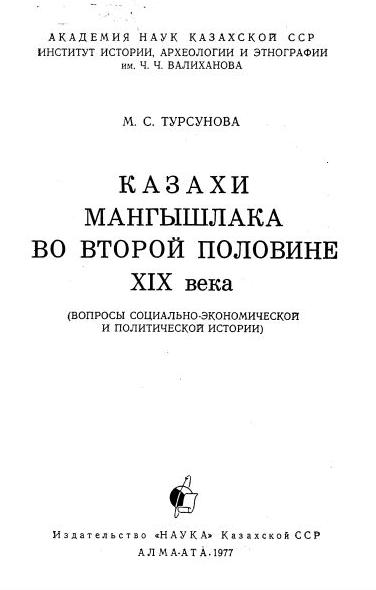 АКАДЕМИЯ НАУК КАЗАХСКОЙ ССР
ИНСТИТУТ ИСТОРИИ, АРХЕОЛОГИИ И ЭТНОГРАФИИ
им. Ч. Ч. ВАЛИХАНОВА
М. С. ТУРСУНОВА
КАЗАХИ
МАНГЫШЛАКА
ВО ВТОРОЙ ПОЛОВИНЕ
XIX века
(ВОПРОСЫ СОЦИАЛЬНО-ЭКОНОМИЧЕСКОЙ
И ПОЛИТИЧЕСКОЙ ИСТОРИИ)
Издательство «НАУКА» Казахской ССР
АЛМА-АТА. 1977